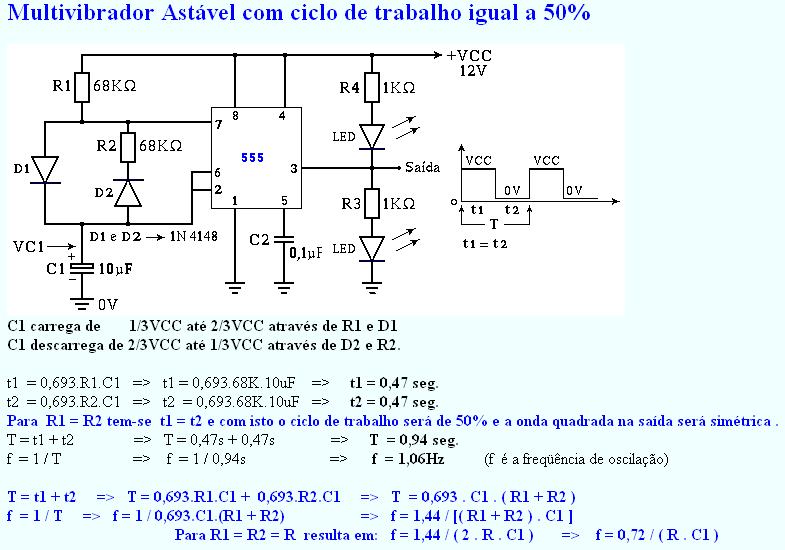 Multivibrador Astável com ciclo de trabalho igual a 50%
+VCC
12V
R1 68KΩ
R4 1KΩ
8 4
7
R2 68KΩ
LED
555
D1
6
3 Saída
2
D2
VCC VCC
0V 0V
o
t1 t2
T
t1 = t2
1 5
R3 1KΩ
D1 e D2 → 1N4148
VC1
C2
0,1µF
LED
+
C1 10µF
−
0V
C1 carrega de 1/3VCC até 2/3VCC através de R1 e D1
C1 descarrega de 2/3VCC até 1/3VCC através de D2 e R2.
t1 = 0,693.R1.C1 => t1 = 0,693.68K.10uF => t1 = 0,47 seg.
t2 = 0,693.R2.C1 => t2 = 0,693.68K.10uF => t2 = 0,47 seg.
Para R1 = R2 tem-se t1 = t2 e com isto o ciclo de trabalho será de 50% e a onda quadrada na saída será simétrica .
T = t1 + t2 => T = 0,47s + 0,47s => T = 0,94 seg.
f = 1 / T => f = 1 / 0,94s => f = 1,06Hz (f é a freqüência de oscilação)
T = t1 + t2 => T = 0,693.R1.C1 + 0,693.R2.C1 => T = 0,693 . C1 . ( R1 + R2 )
f = 1 / T => f = 1 / 0,693.C1.(R1 + R2) => f = 1,44 / [( R1 + R2 ) . C1 ]
Para R1 = R2 = R resulta em: f = 1,44 / ( 2 . R . C1 ) => f = 0,72 / ( R . C1 )